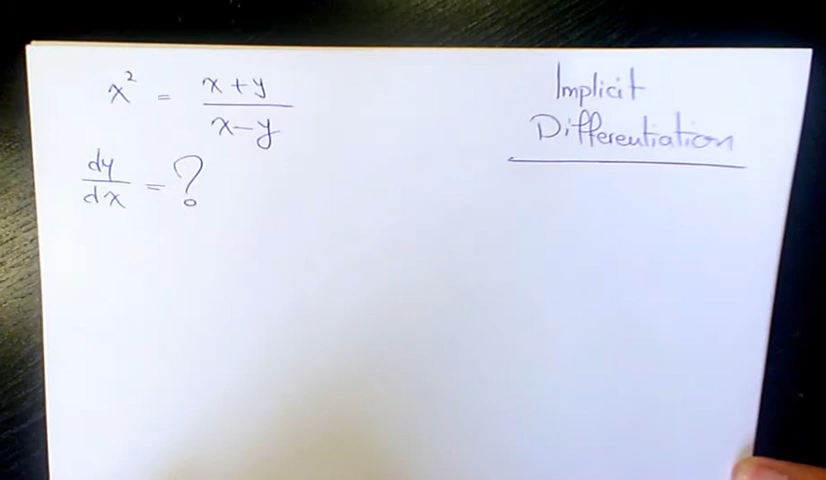 x² = (x+y)/(x-y)
dy/dx = ?
Implicit
Differentiation